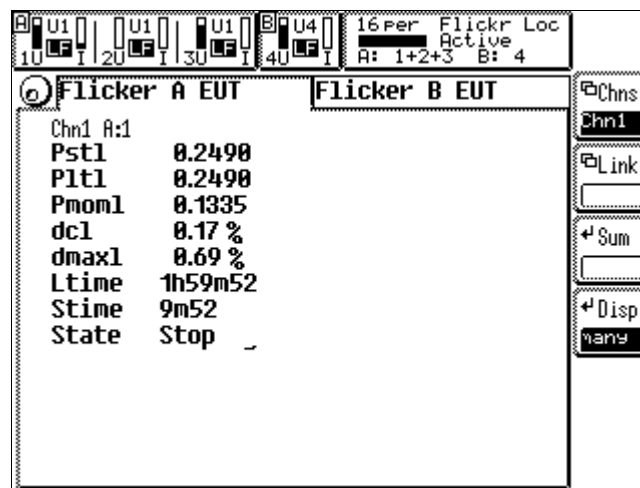 A U1 U1 U1 B U4 16 per Flickr Loc
LF LF LF LF Active
1U I 2U I 3U I 4U I A: 1+2+3 B: 4
Flicker A EUT Flicker B EUT
Chns
Chn1 A:1
Chn1
Pstl 0.2490
Pltl 0.2490
Link
Pmoml 0.1335
dcl 0.17 %
Sum
dmaxl 0.69 %
Ltime 1h59m52
Stime 9m52
Disp
State Stop
many